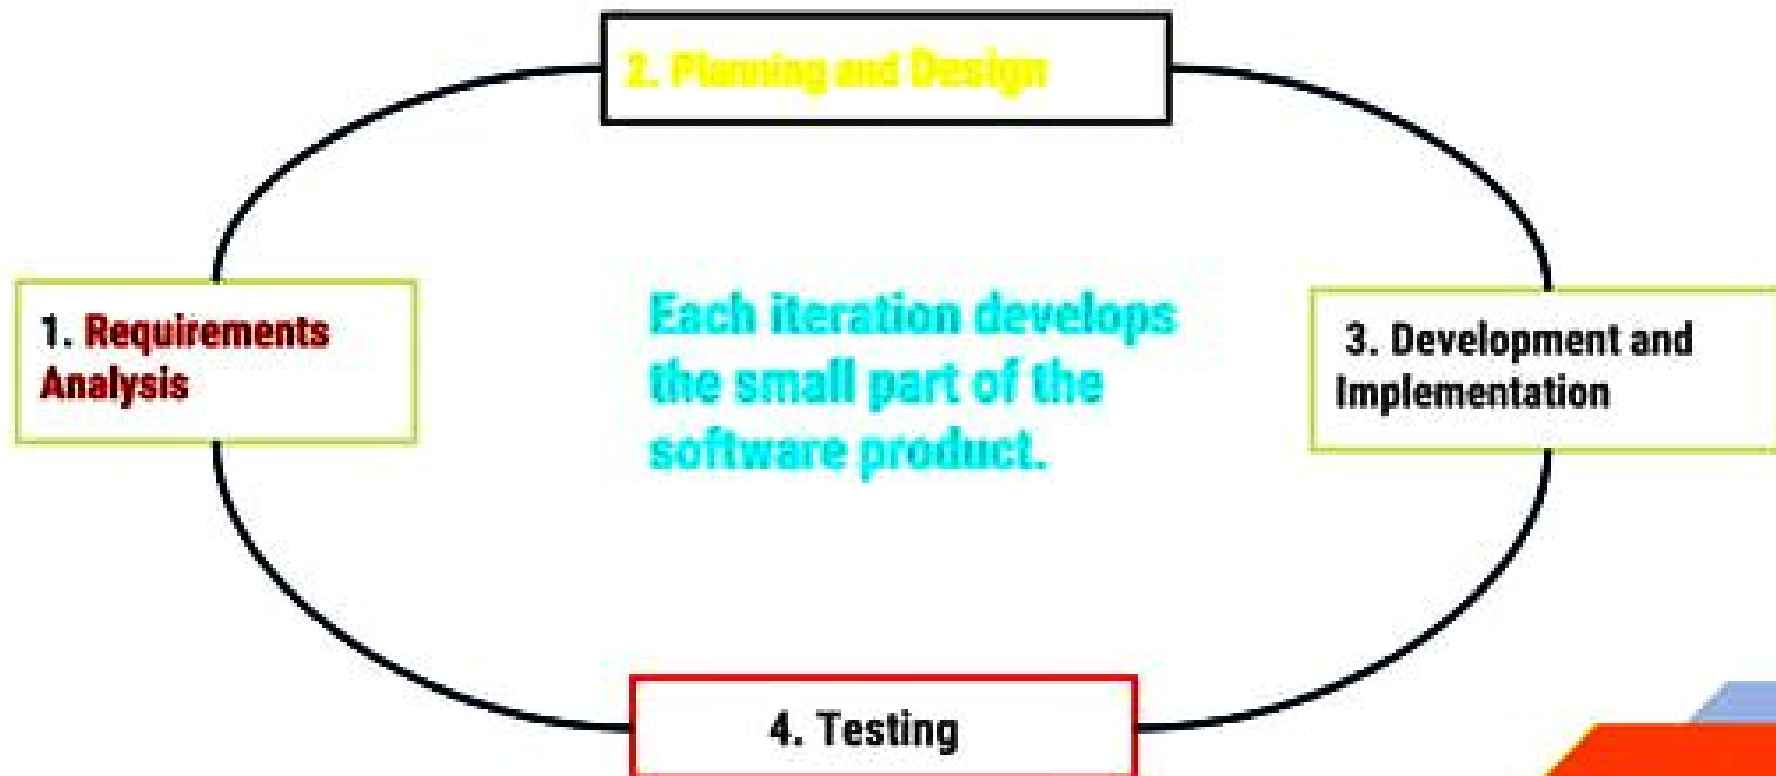 2. Planning and Design
1. Requirements
Analysis
Each iteration develops
the small part of the
software product.
3. Development and
Implementation
4. Testing